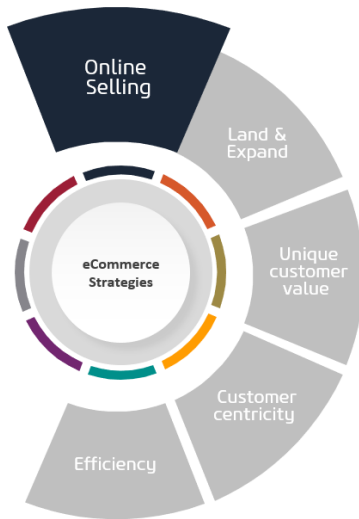 Online
Selling
Land &
Expand
Unique
customer
value
Customer
centricity
Efficiency
eCommerce
Strategies